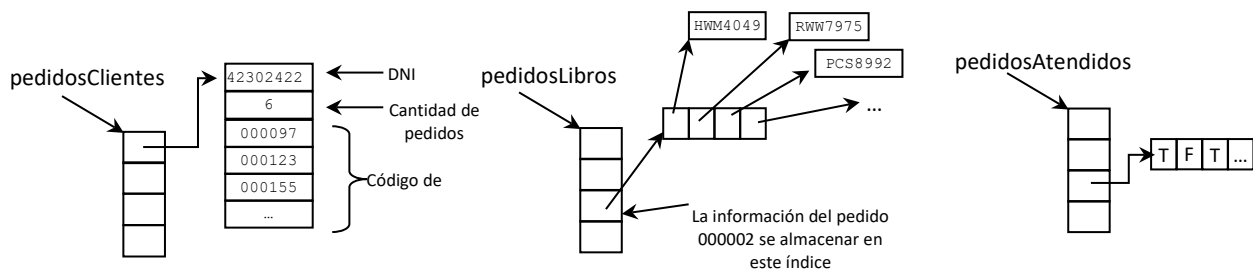 pedidosClientes
42302422
DNI
6
Cantidad de
pedidos
000097
000123
000155
...
Código de
pedidosLibros
HWM4049
RWW7975
PCS8992
...
La información del pedido
000002 se almacenar en
este índice
pedidosAtendidos
T F T ...